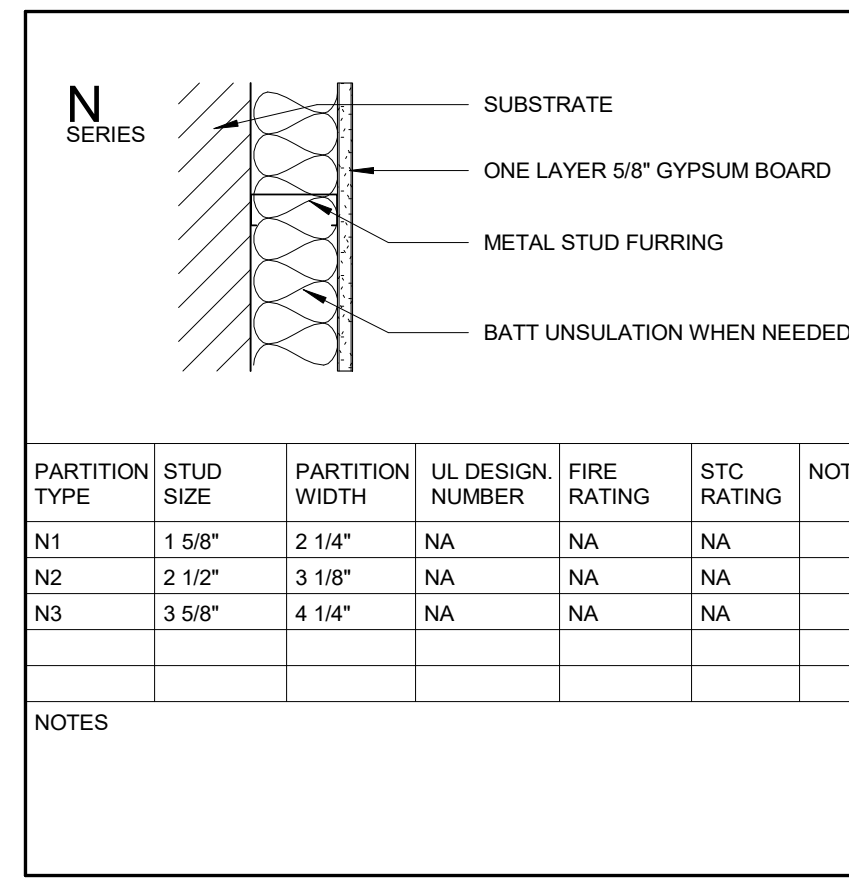 N
SERIES
SUBSTRATE
ONE LAYER 5/8" GYPSUM BOARD
METAL STUD FURRING
BATT UNSULATION WHEN NEEDED
PARTITION TYPE STUD SIZE PARTITION WIDTH UL DESIGN. NUMBER FIRE RATING STC RATING NOT
N1 1 5/8" 2 1/4" NA NA NA
N2 2 1/2" 3 1/8" NA NA NA
N3 3 5/8" 4 1/4" NA NA NA
NOTES